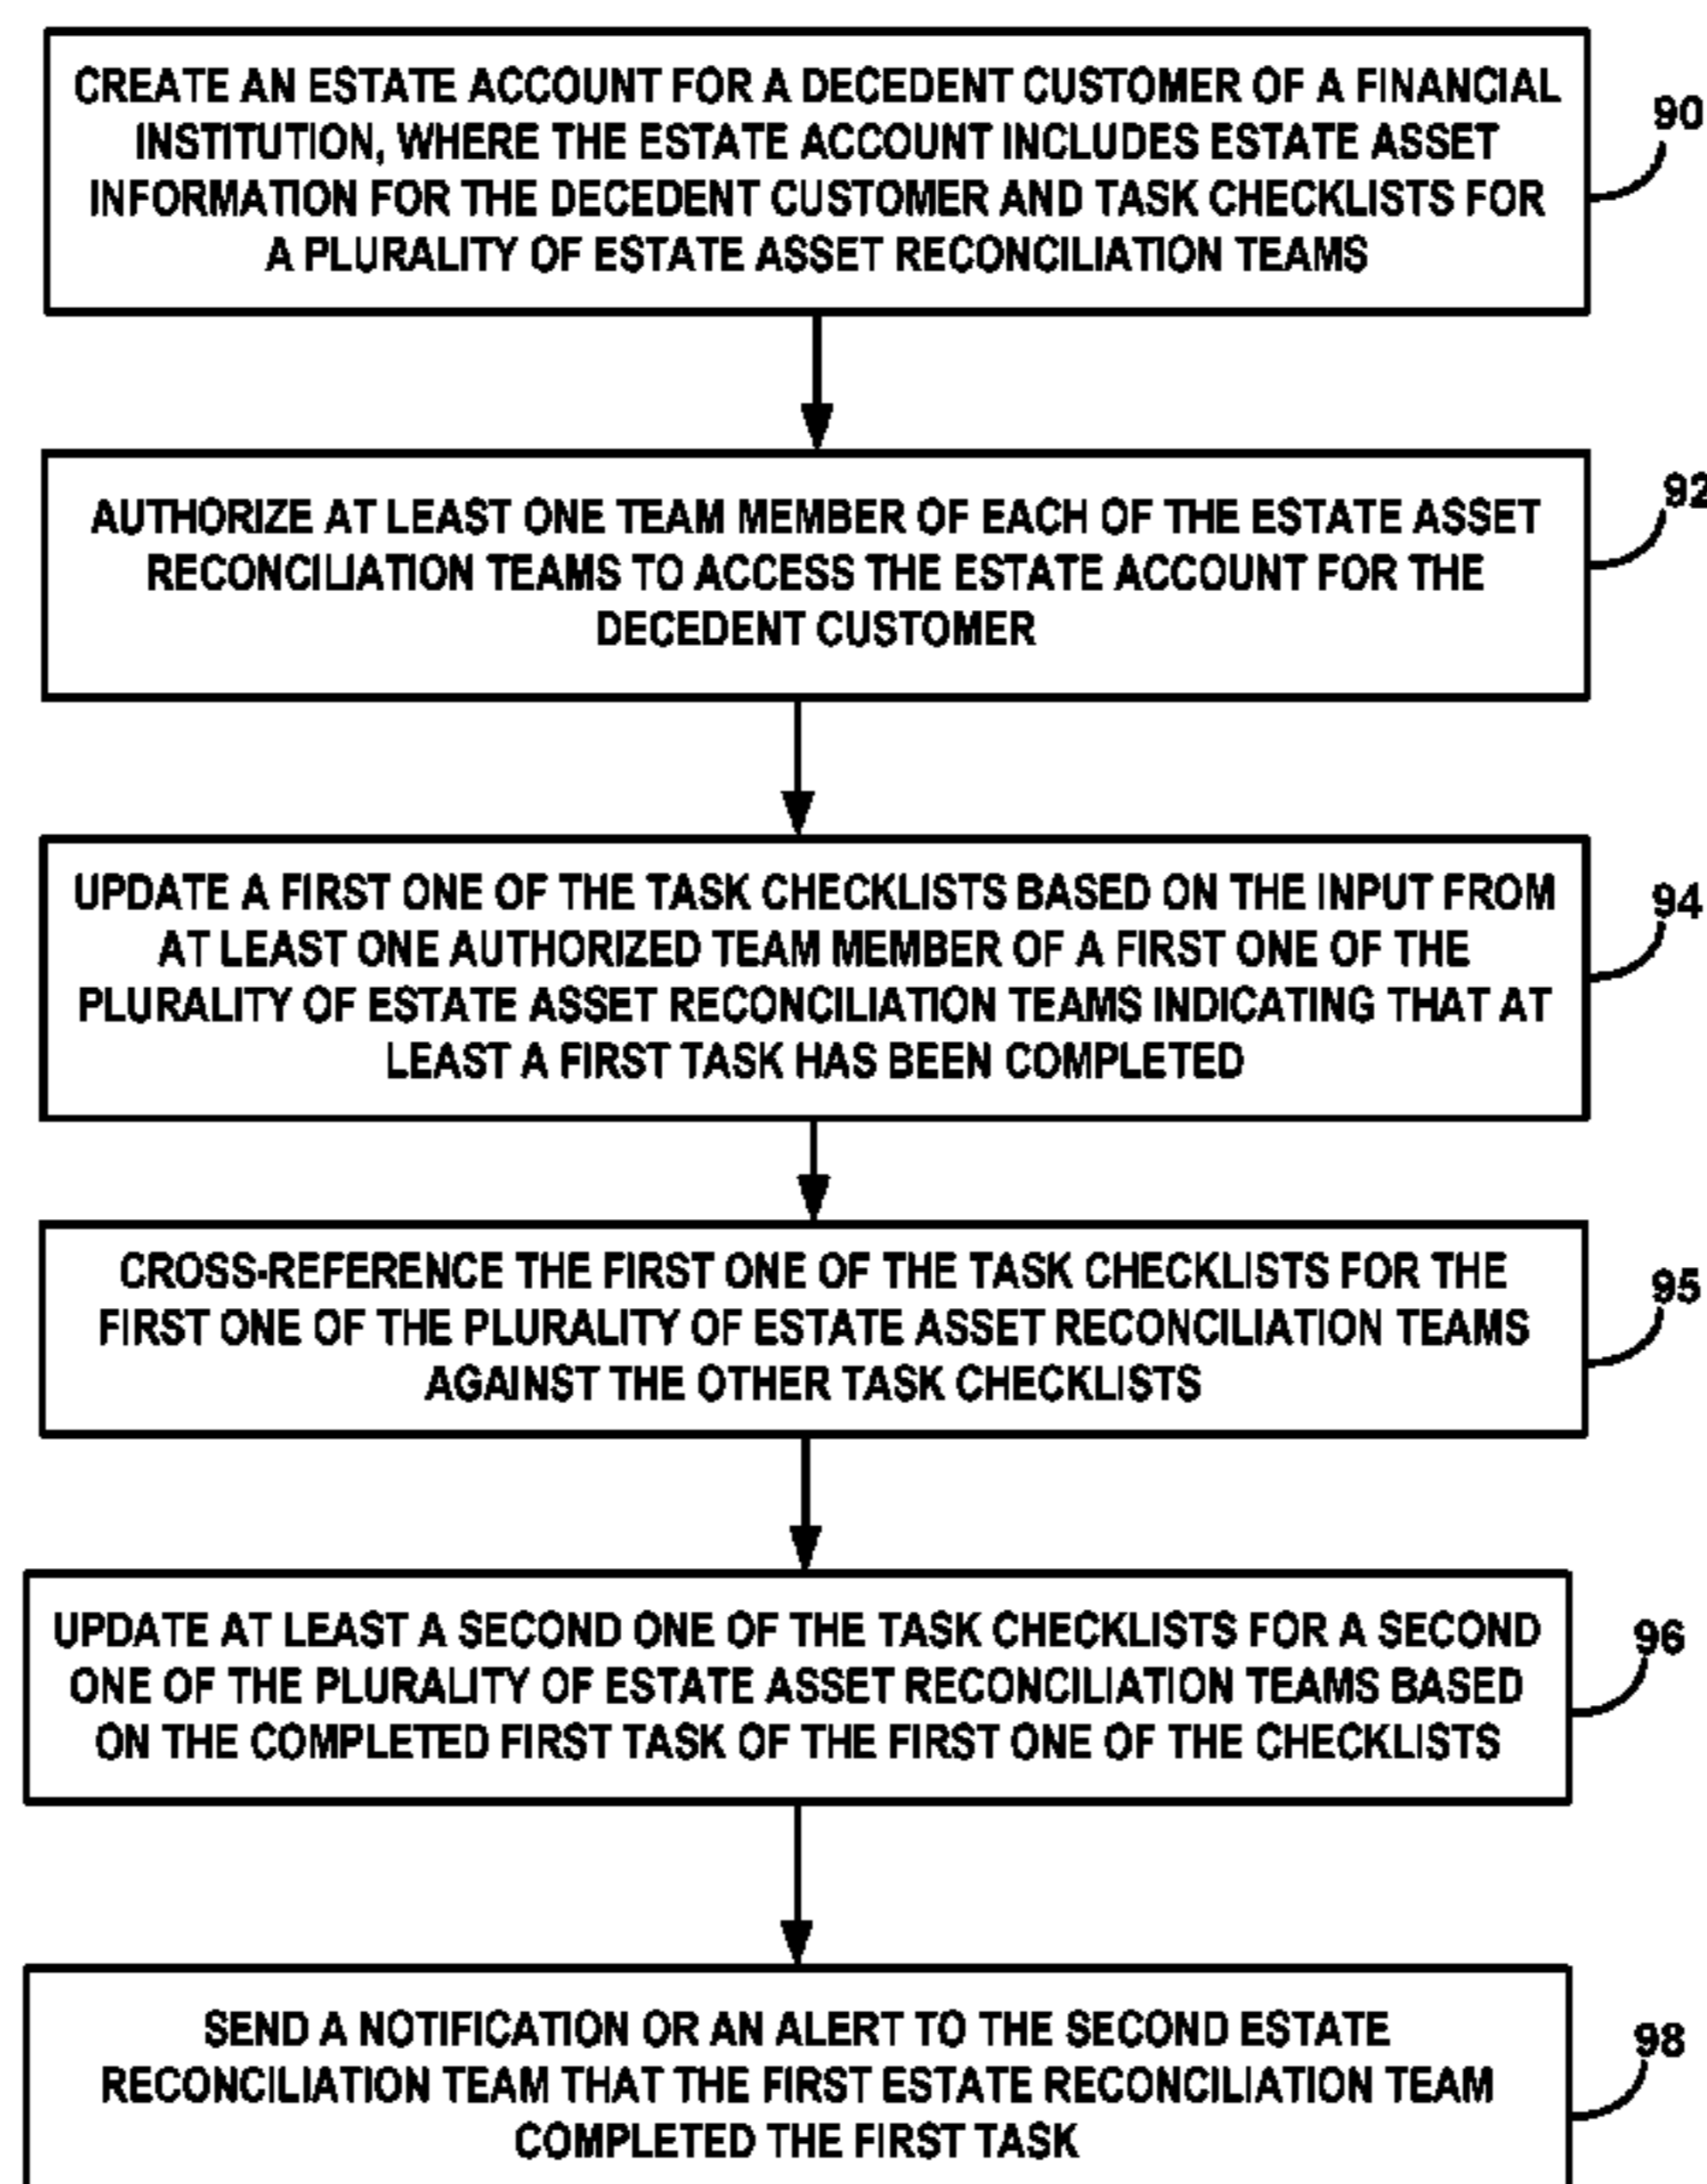 CREATE AN ESTATE ACCOUNT FOR A DECEDENT CUSTOMER OF A FINANCIAL
INSTITUTION, WHERE THE ESTATE ACCOUNT INCLUDES ESTATE ASSET
INFORMATION FOR THE DECEDENT CUSTOMER AND TASK CHECKLISTS FOR
A PLURALITY OF ESTATE ASSET RECONCILIATION TEAMS
90
AUTHORIZE AT LEAST ONE TEAM MEMBER OF EACH OF THE ESTATE ASSET
RECONCILIATION TEAMS TO ACCESS THE ESTATE ACCOUNT FOR THE
DECEDENT CUSTOMER
92
UPDATE A FIRST ONE OF THE TASK CHECKLISTS BASED ON THE INPUT FROM
AT LEAST ONE AUTHORIZED TEAM MEMBER OF A FIRST ONE OF THE
PLURALITY OF ESTATE ASSET RECONCILIATION TEAMS INDICATING THAT AT
LEAST A FIRST TASK HAS BEEN COMPLETED
94
CROSS-REFERENCE THE FIRST ONE OF THE TASK CHECKLISTS FOR THE
FIRST ONE OF THE PLURALITY OF ESTATE ASSET RECONCILIATION TEAMS
AGAINST THE OTHER TASK CHECKLISTS
95
UPDATE AT LEAST A SECOND ONE OF THE TASK CHECKLISTS FOR A SECOND
ONE OF THE PLURALITY OF ESTATE ASSET RECONCILIATION TEAMS BASED
ON THE COMPLETED FIRST TASK OF THE FIRST ONE OF THE CHECKLISTS
96
SEND A NOTIFICATION OR AN ALERT TO THE SECOND ESTATE
RECONCILIATION TEAM THAT THE FIRST ESTATE RECONCILIATION TEAM
COMPLETED THE FIRST TASK
98